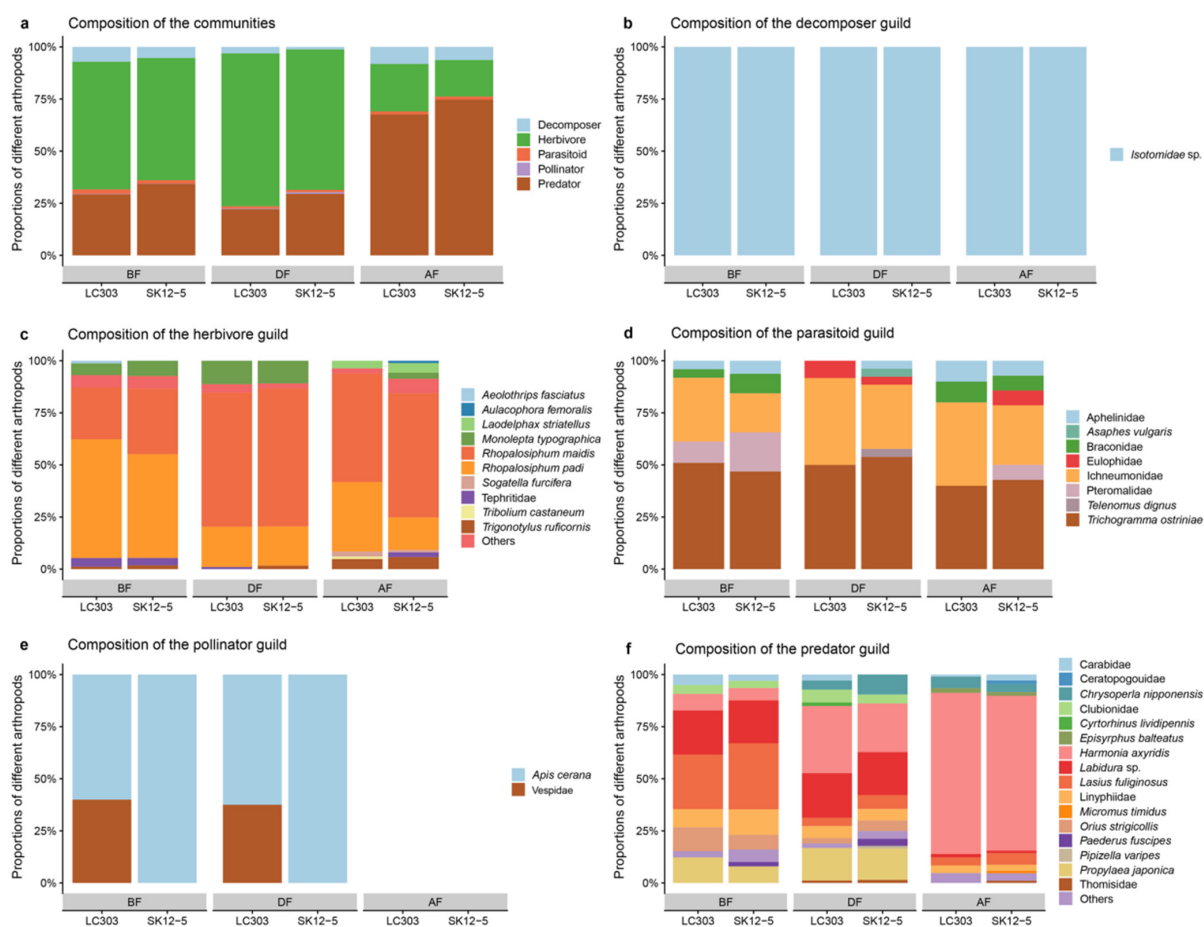 a Composition of the communities
Proportions of different arthropods
100%
75%
50%
25%
0%
BF DF AF
LC303 SK12−5 LC303 SK12−5 LC303 SK12−5
Decomposer
Herbivore
Parasitoid
Pollinator
Predator
b Composition of the decomposer guild
Proportions of different arthropods
100%
75%
50%
25%
0%
BF DF AF
LC303 SK12−5 LC303 SK12−5 LC303 SK12−5
Isotomidae sp.
c Composition of the herbivore guild
Proportions of different arthropods
100%
75%
50%
25%
0%
BF DF AF
LC303 SK12−5 LC303 SK12−5 LC303 SK12−5
Aeolothrips fasciatus
Aulacophora femoralis
Laodelphax striatellus
Monolepta typographica
Rhopalosiphum maidis
Rhopalosiphum padi
Sogatella furcifera
Tephritidae
Tribolium castaneum
Trigonotylus ruficornis
Others
d Composition of the parasitoid guild
Proportions of different arthropods
100%
75%
50%
25%
0%
BF DF AF
LC303 SK12−5 LC303 SK12−5 LC303 SK12−5
Aphelinidae
Asaphes vulgaris
Braconidae
Eulophidae
Ichneumonidae
Pteromalidae
Telenomus dignus
Trichogramma ostriniae
e Composition of the pollinator guild
Proportions of different arthropods
100%
75%
50%
25%
0%
BF DF AF
LC303 SK12−5 LC303 SK12−5 LC303 SK12−5
Apis cerana
Vespidae
f Composition of the predator guild
Proportions of different arthropods
100%
75%
50%
25%
0%
BF DF AF
LC303 SK12−5 LC303 SK12−5 LC303 SK12−5
Carabidae
Ceratopogouidae
Chrysoperla nipponensis
Clubionidae
Cyrtorhinus lividipennis
Episyrphus balteatus
Harmonia axyridis
Labidura sp.
Lasius fuliginosus
Linyphiidae
Micromus timidus
Orius strigicollis
Paederus fuscipes
Pipizella varipes
Propylaea japonica
Thomisidae
Others